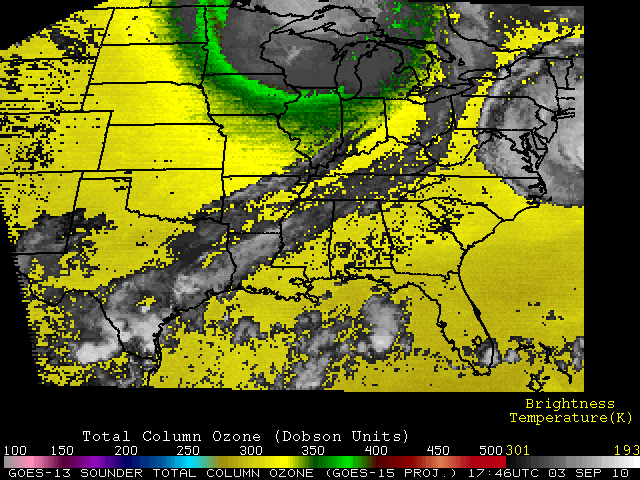 Brightness
Temperature(K)
Total Column Ozone (Dobson Units)
100 150 200 250 300 350 400 450 500 301 193
GOES-13 SOUNDER TOTAL COLUMN OZONE (GOES-15 PROJ.) 17:46UTC 03 SEP 10